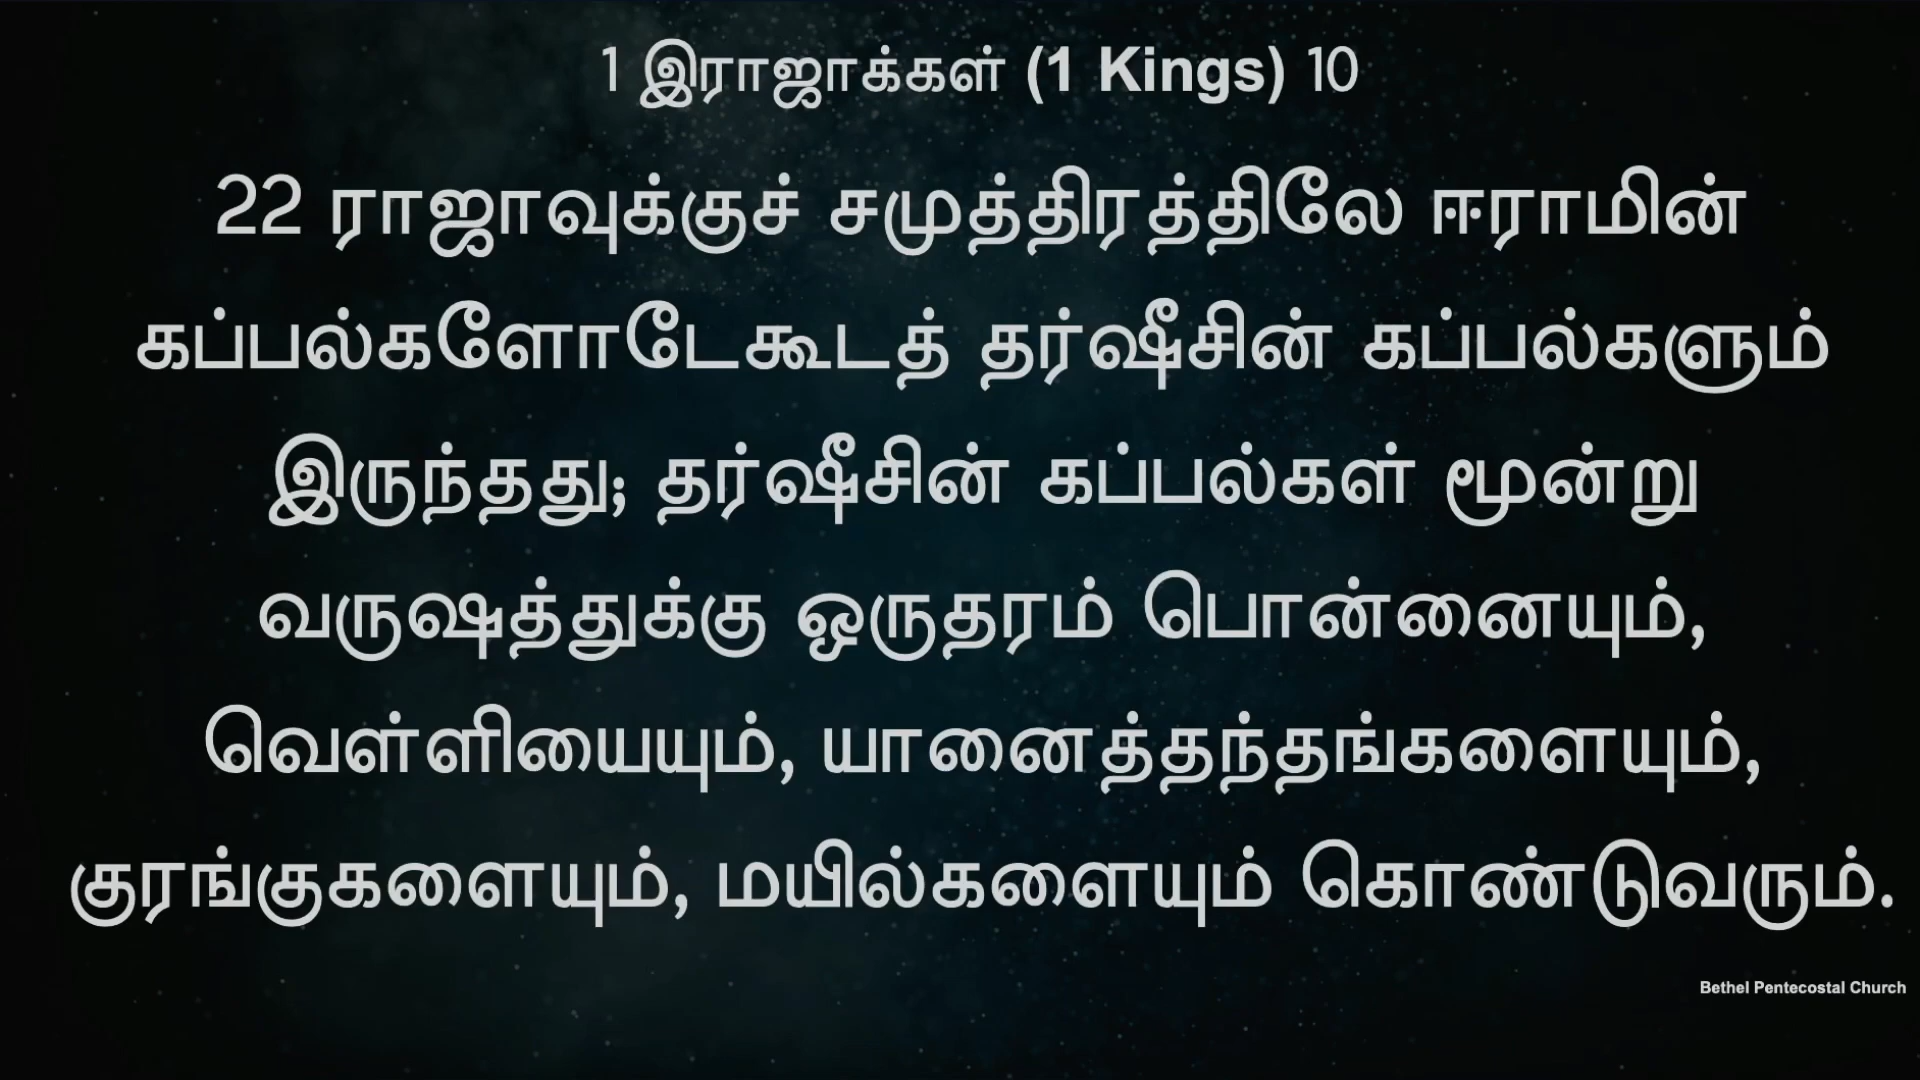 1 இராஜாக்கள் (1 Kings) 10
22 ராஜாவுக்குச் சமுத்திரத்திலே ஈராமின்
கப்பல்களோடேகூடத் தர்ஷீசின் கப்பல்களும்
இருந்தது; தர்ஷீசின் கப்பல்கள் மூன்று
வருஷத்துக்கு ஒருதரம் பொன்னையும்,
வெள்ளியையும், யானைத்தந்தங்களையும்,
குரங்குகளையும், மயில்களையும் கொண்டுவரும்.
Bethel Pentecostal Church